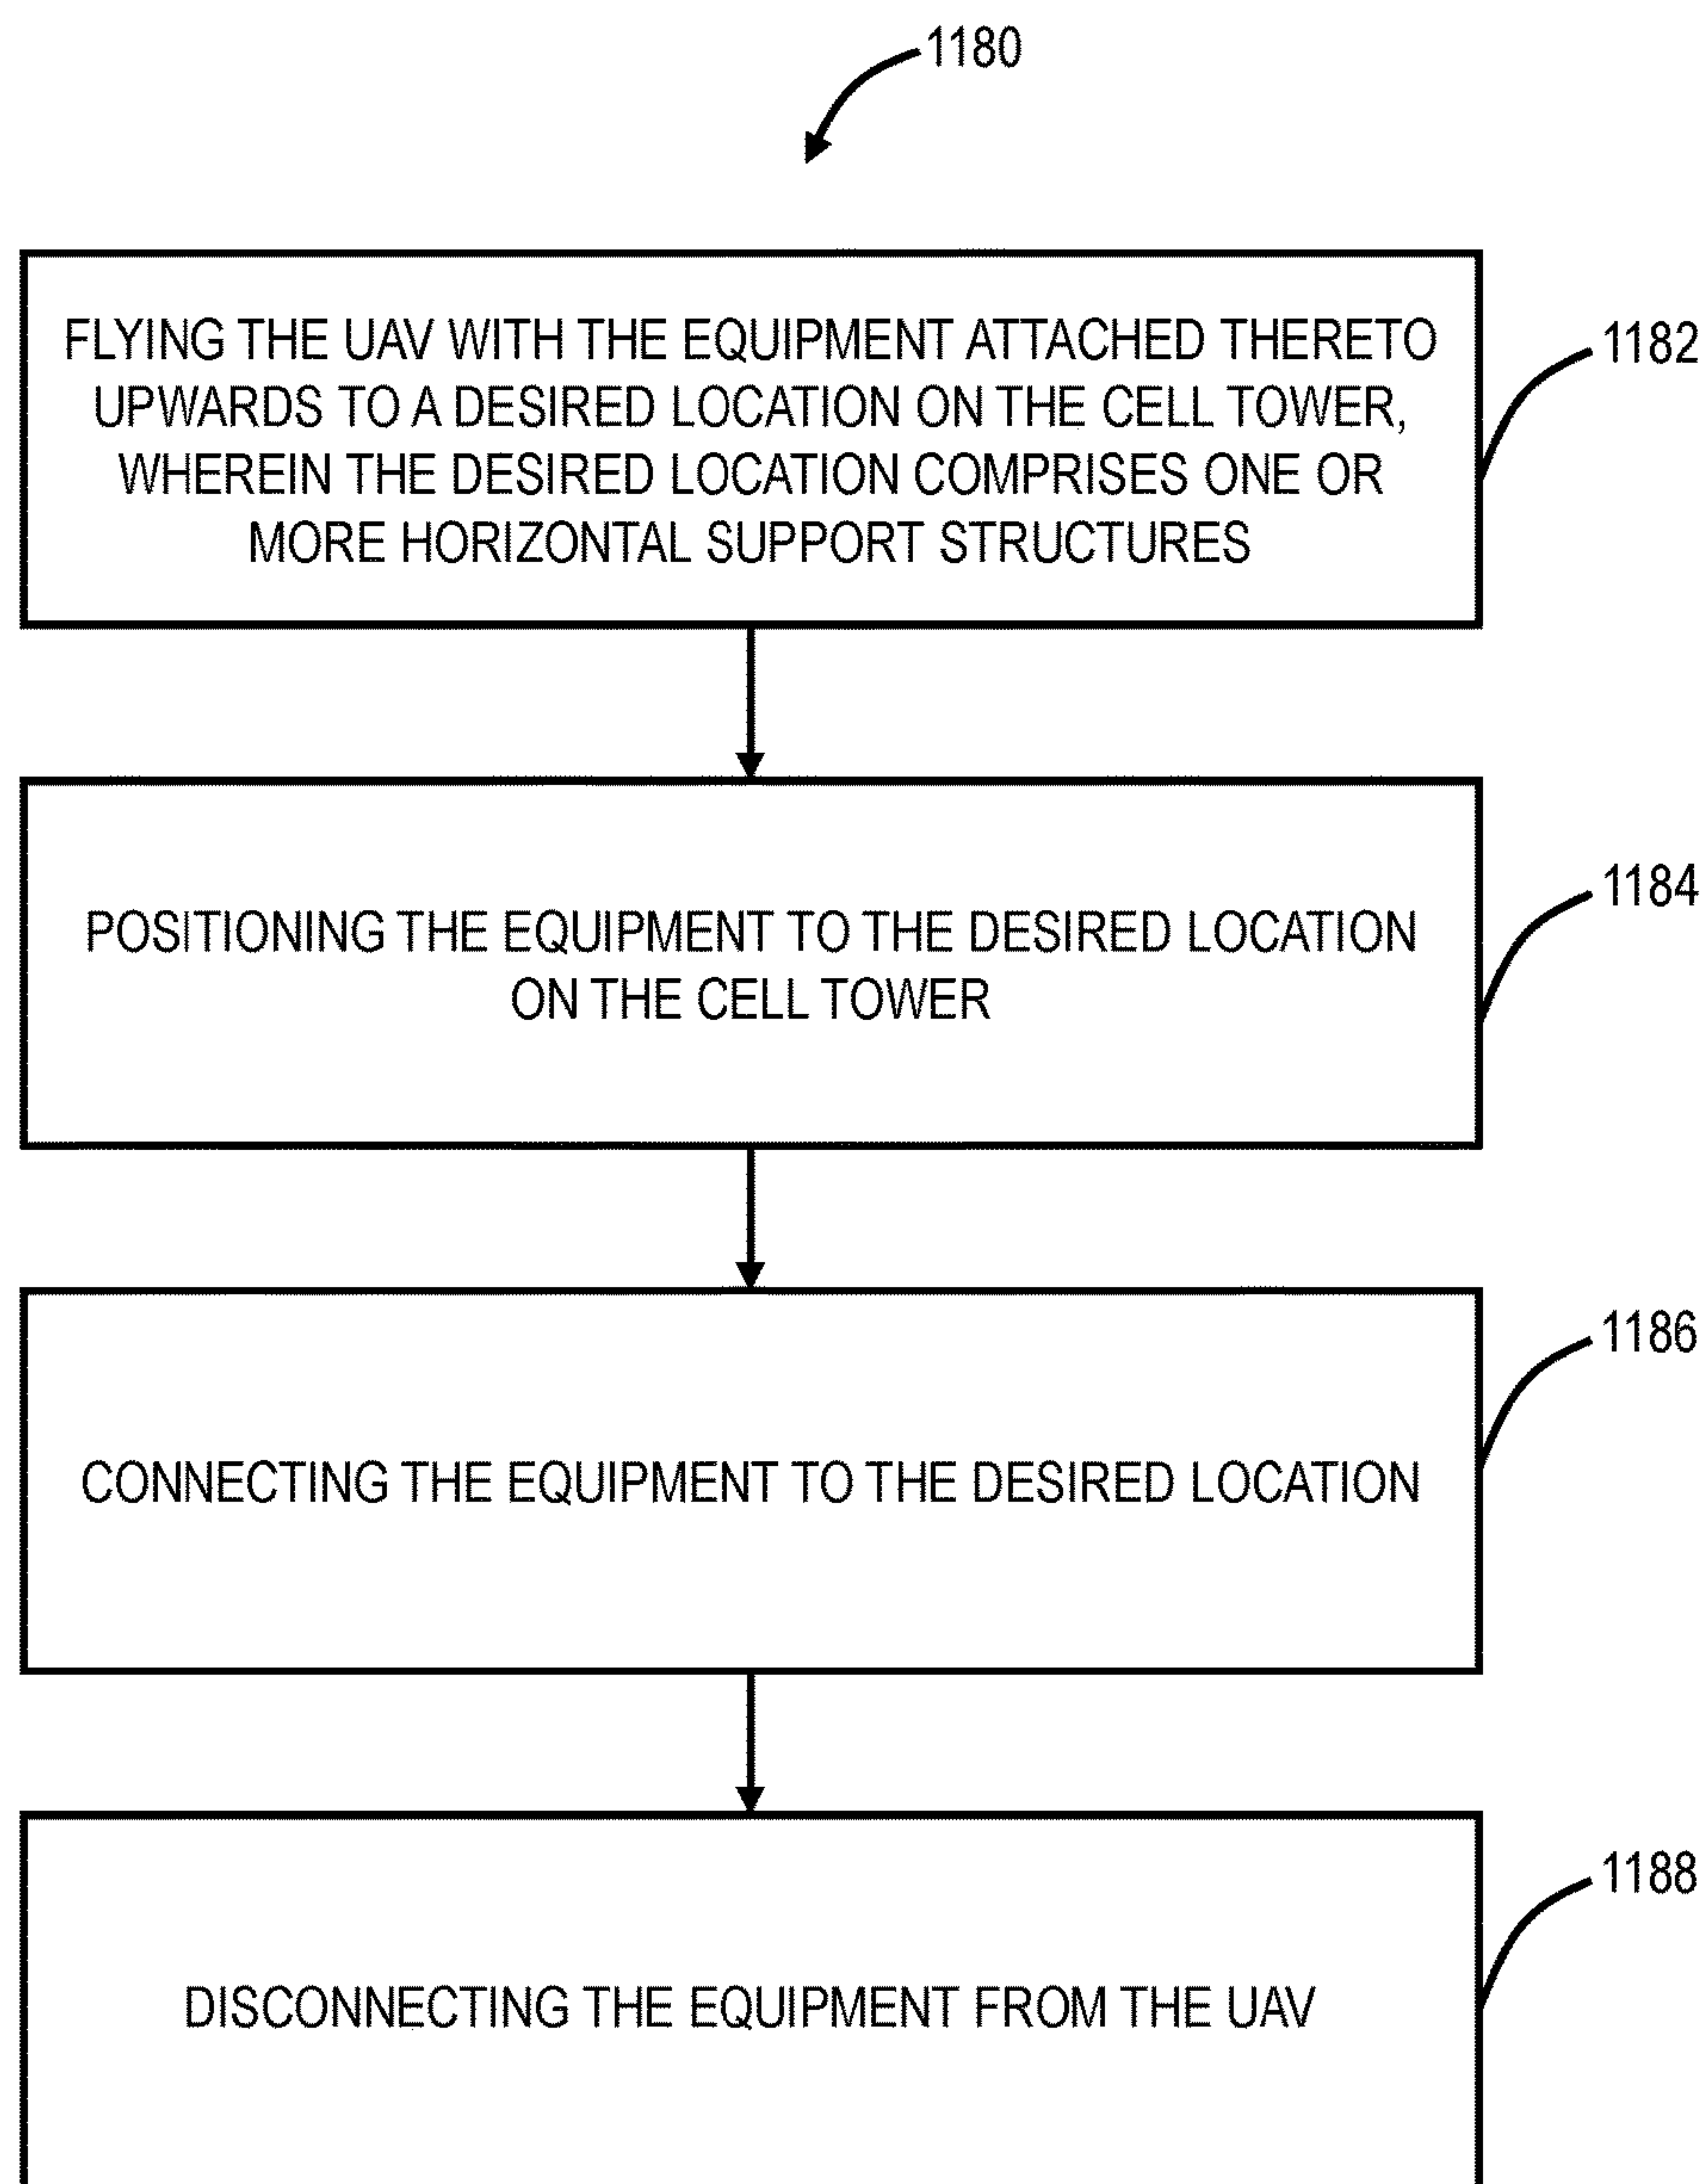 1180
FLYING THE UAV WITH THE EQUIPMENT ATTACHED THERETO
UPWARDS TO A DESIRED LOCATION ON THE CELL TOWER,
WHEREIN THE DESIRED LOCATION COMPRISES ONE OR
MORE HORIZONTAL SUPPORT STRUCTURES
1182
POSITIONING THE EQUIPMENT TO THE DESIRED LOCATION
ON THE CELL TOWER
1184
CONNECTING THE EQUIPMENT TO THE DESIRED LOCATION
1186
DISCONNECTING THE EQUIPMENT FROM THE UAV
1188